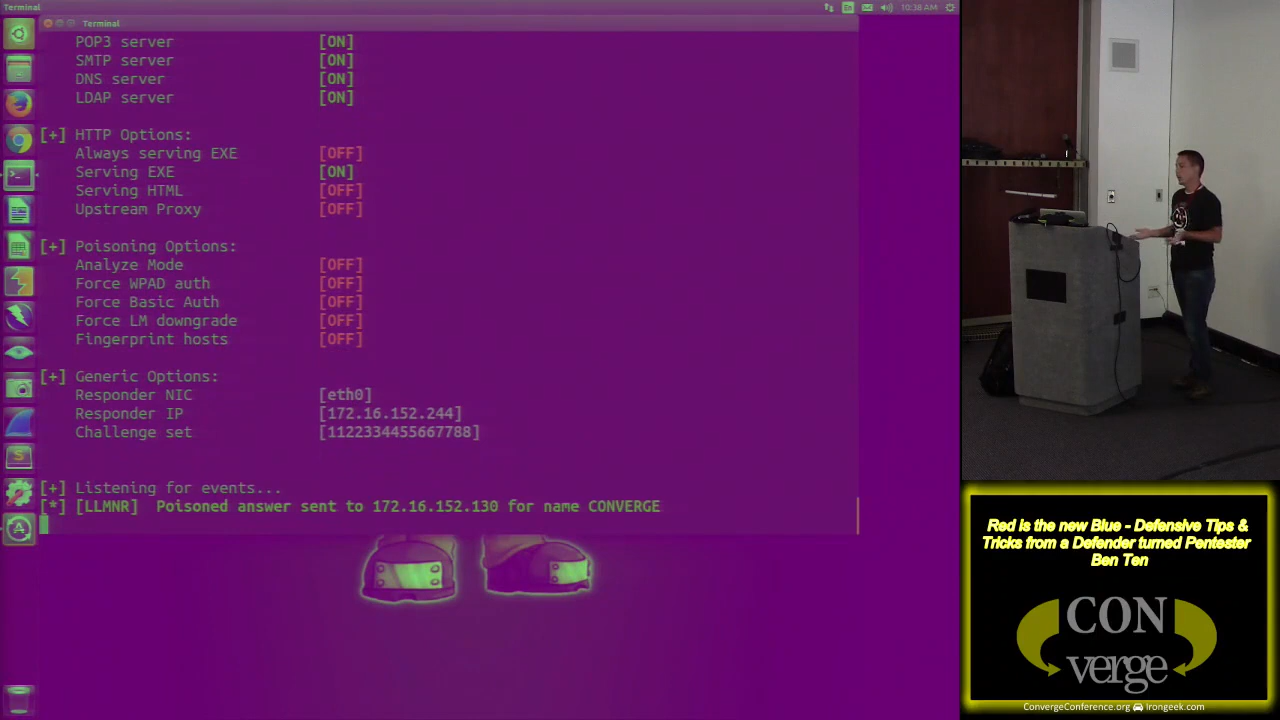 Terminal
En
10:38 AM
Terminal
POP3 server [ON]
SMTP server [ON]
DNS server [ON]
LDAP server [ON]
[+] HTTP Options:
Always serving EXE [OFF]
Serving EXE [ON]
Serving HTML [OFF]
Upstream Proxy [OFF]
[+] Poisoning Options:
Analyze Mode [OFF]
Force WPAD auth [OFF]
Force Basic Auth [OFF]
Force LM downgrade [OFF]
Fingerprint hosts [OFF]
[+] Generic Options:
Responder NIC [eth0]
Responder IP [172.16.152.244]
Challenge set [1122334455667788]
[+] Listening for events...
[*] [LLMNR] Poisoned answer sent to 172.16.152.130 for name CONVERGE
Red is the new Blue - Defensive Tips &
Tricks from a Defender turned Pentester
Ben Ten
CON
verge
ConvergeConference.org Irongeek.com